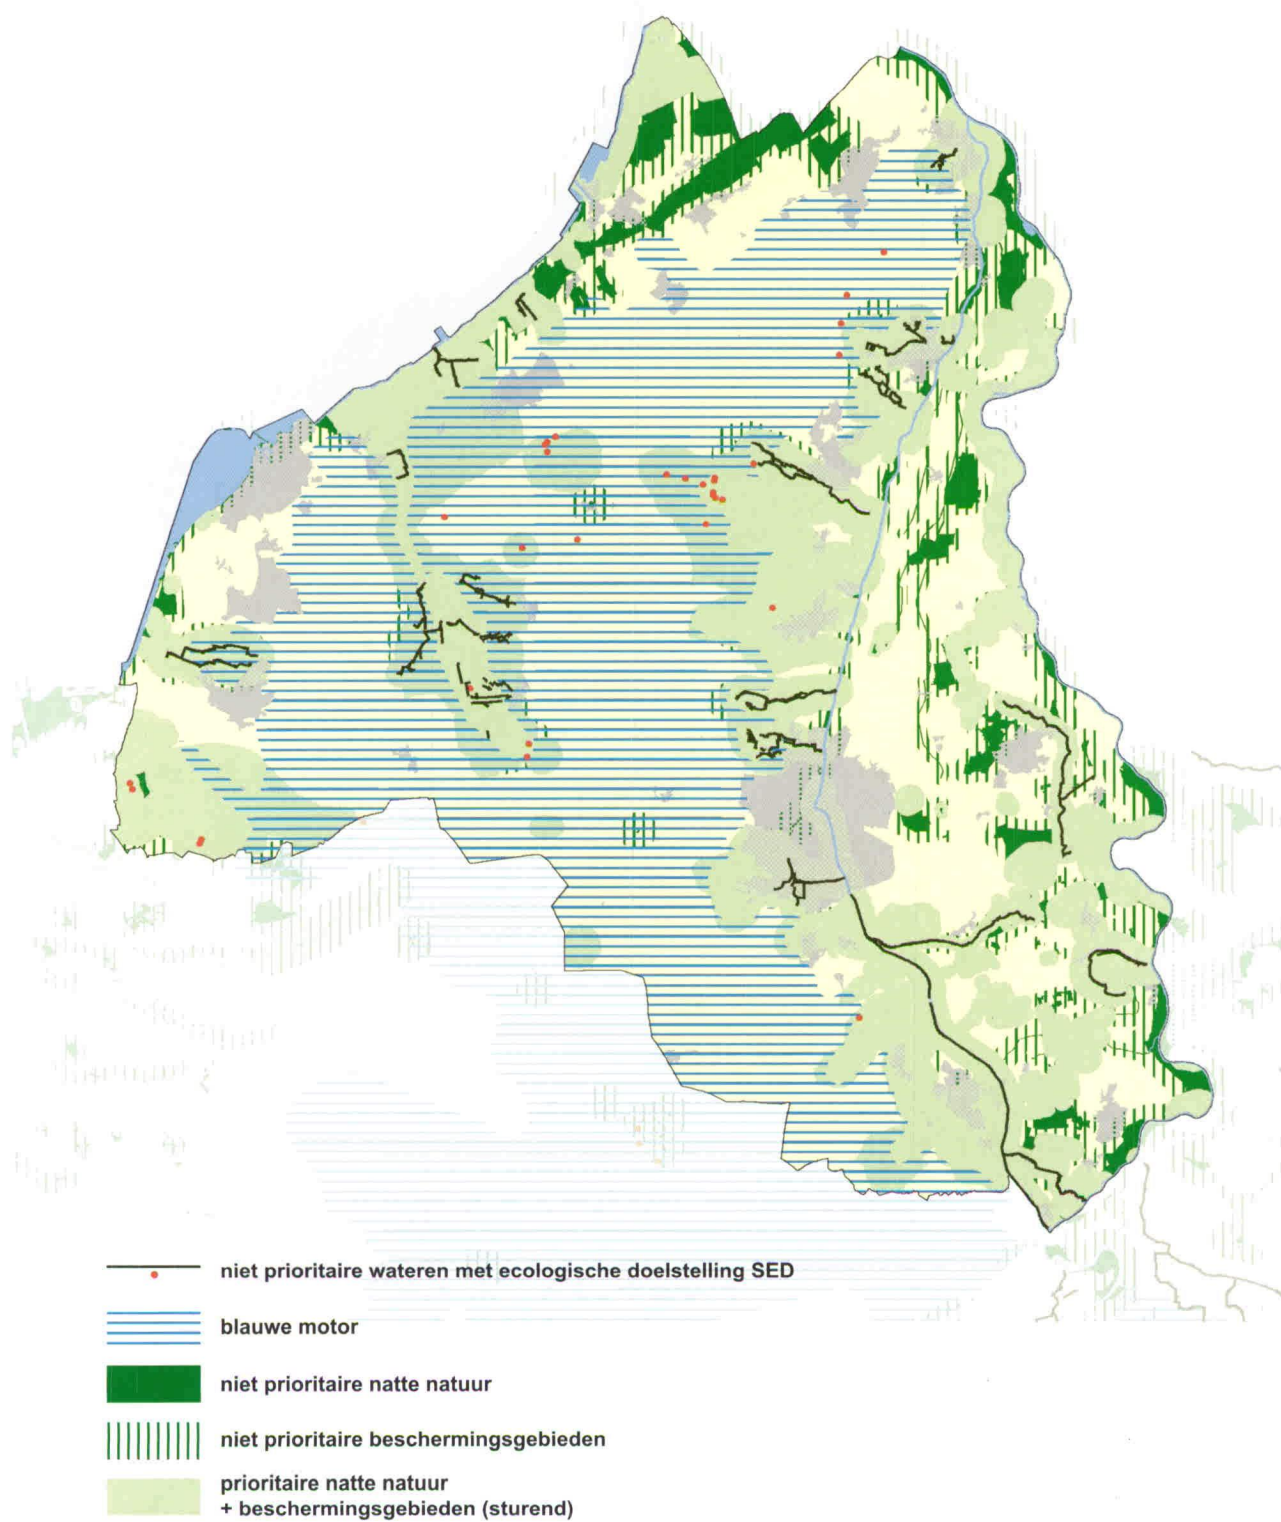 niet prioritaire wateren met ecologische doelstelling SED
blauwe motor
niet prioritaire natte natuur
niet prioritaire beschermingsgebieden
prioritaire natte natuur
+ beschermingsgebieden (sturend)